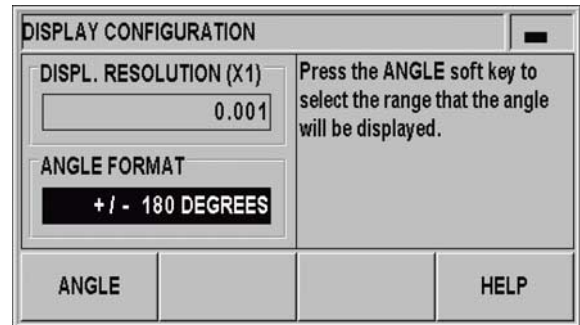 DISPLAY CONFIGURATION
DISPL. RESOLUTION (X1)
0.001
ANGLE FORMAT
+ / - 180 DEGREES
Press the ANGLE soft key to
select the range that the angle
will be displayed.
ANGLE
HELP